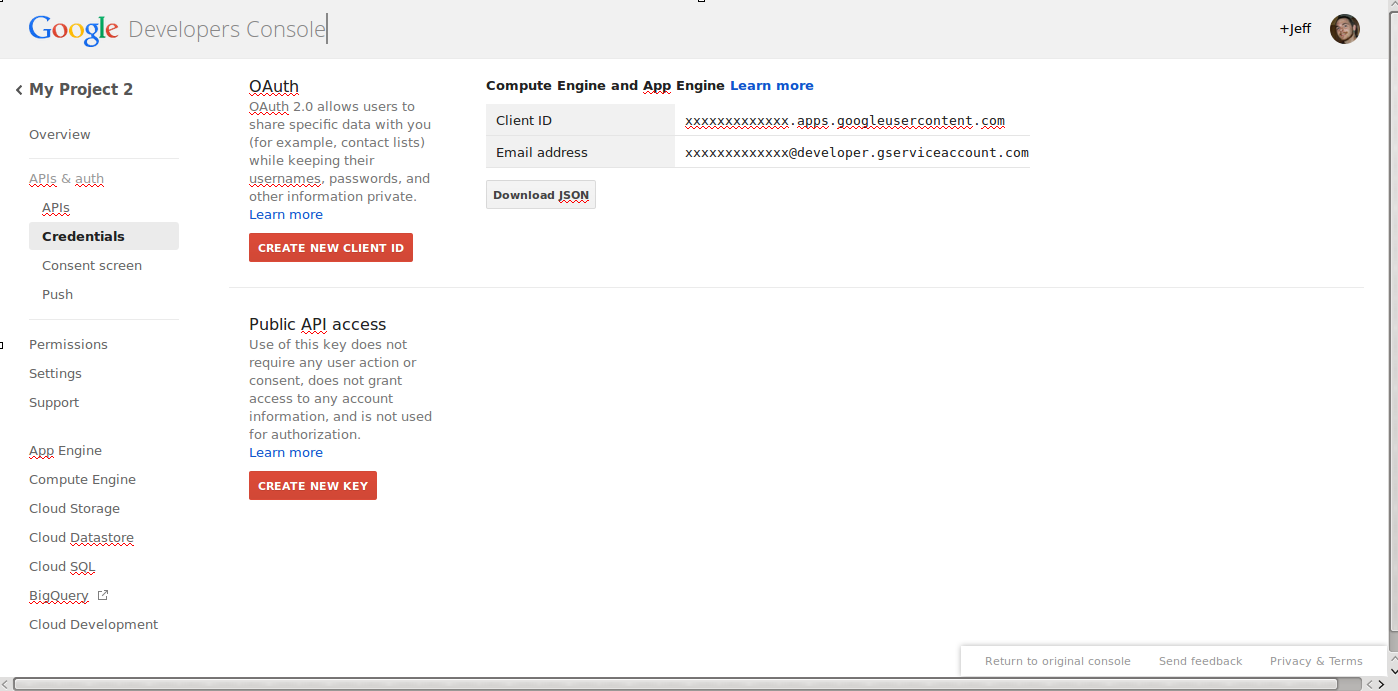 Google Developers Console
+Jeff
My Project 2
Overview
APIs & auth
APIs
Credentials
Consent screen
Push
Permissions
Settings
Support
App Engine
Compute Engine
Cloud Storage
Cloud Datastore
Cloud SQL
BigQuery
Cloud Development
OAuth
OAuth 2.0 allows users to
share specific data with you
(for example, contact lists)
while keeping their
usernames, passwords, and
other information private.
Learn more
CREATE NEW CLIENT ID
Compute Engine and App Engine Learn more
Client ID xxxxxxxxxxxxx.apps.googleusercontent.com
Email address xxxxxxxxxxxxx@developer.gserviceaccount.com
Download JSON
Public API access
Use of this key does not
require any user action or
consent, does not grant
access to any account
information, and is not used
for authorization.
Learn more
CREATE NEW KEY
Return to original console Send feedback Privacy & Terms